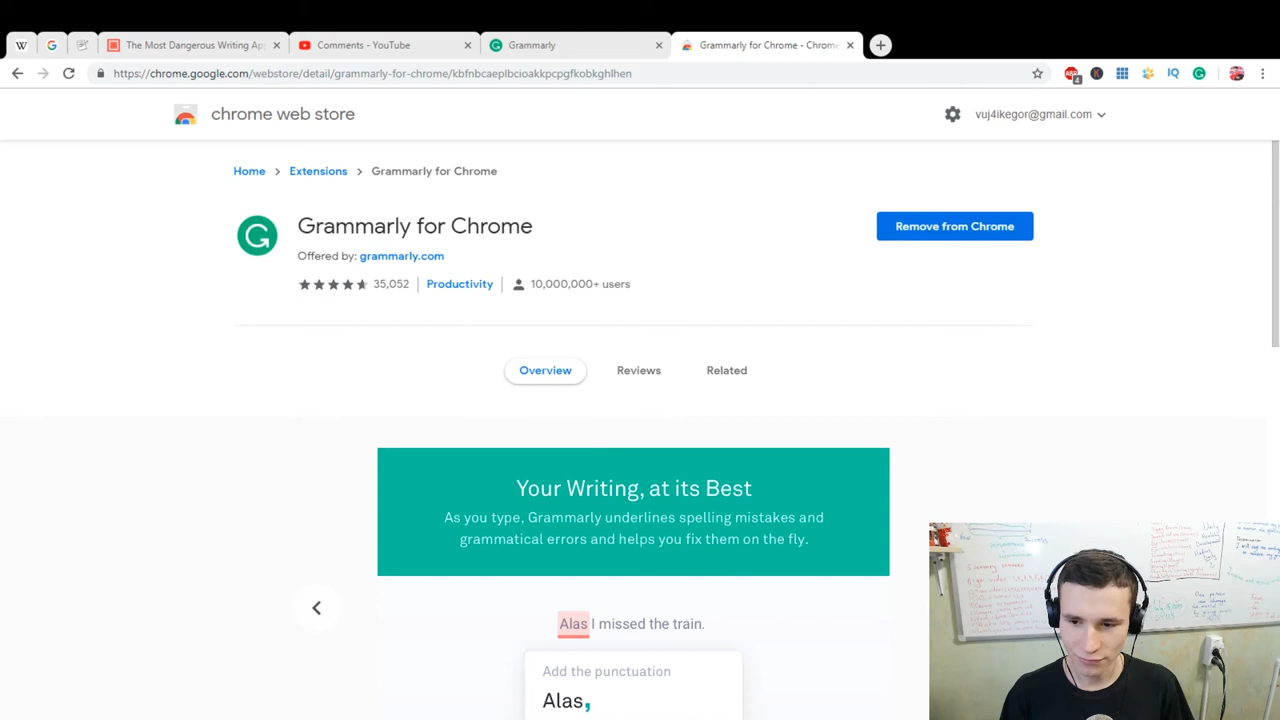 W G The Most Dangerous Writing Ap Comments - YouTube Grammarly Grammarly for Chrome - Chrome
https://chrome.google.com/webstore/detail/grammarly-for-chrome/kbfnbcaeplbcioakkpcpgfkobkghlhen
ABP 4 IQ
chrome web store vuj4ikegor@gmail.com
Home > Extensions > Grammarly for Chrome
Grammarly for Chrome Remove from Chrome
Offered by: grammarly.com
35,052 Productivity 10,000,000+ users
Overview Reviews Related
Your Writing, at its Best
As you type, Grammarly underlines spelling mistakes and
grammatical errors and helps you fix them on the fly.
Alas I missed the train.
Add the punctuation
Alas,